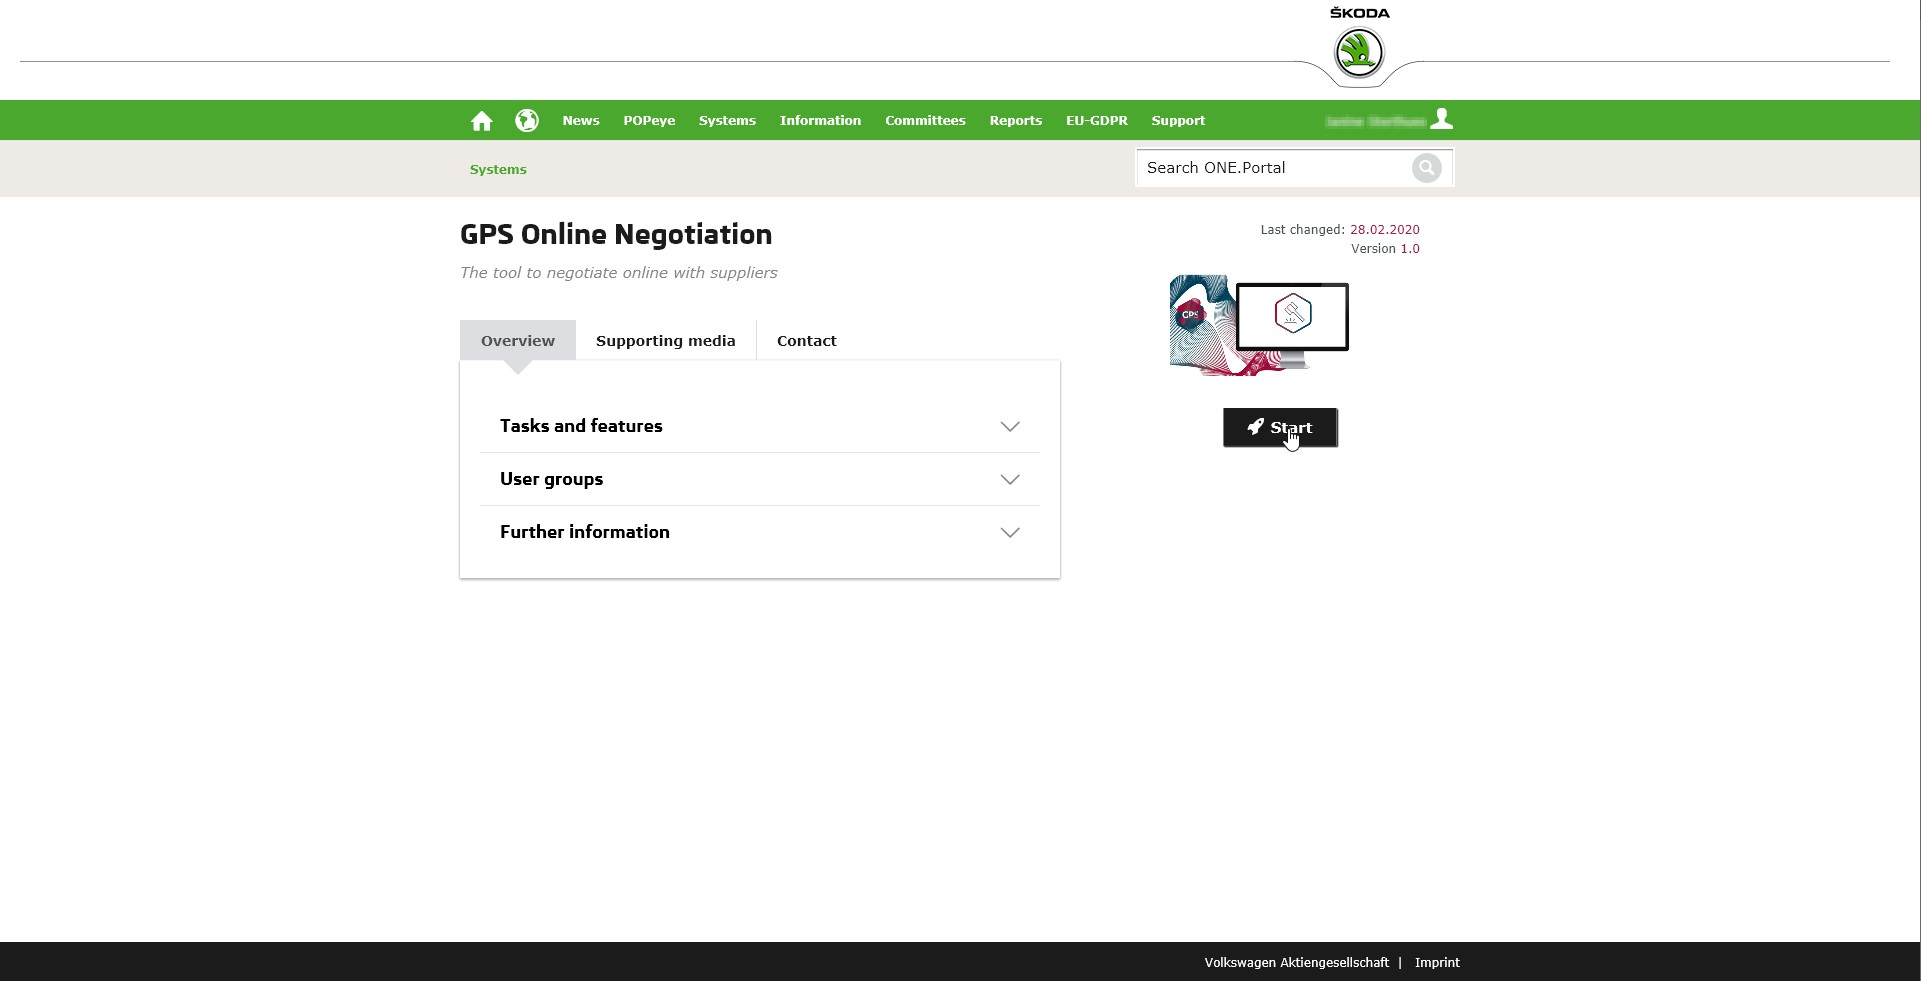 ŠKODA
News POPeye Systems Information Committees Reports EU-GDPR Support
Systems
Search ONE.Portal
GPS Online Negotiation
Last changed: 28.02.2020
Version 1.0
The tool to negotiate online with suppliers
GPS
Overview Supporting media Contact
Tasks and features
User groups
Further information
Start
Volkswagen Aktiengesellschaft | Imprint